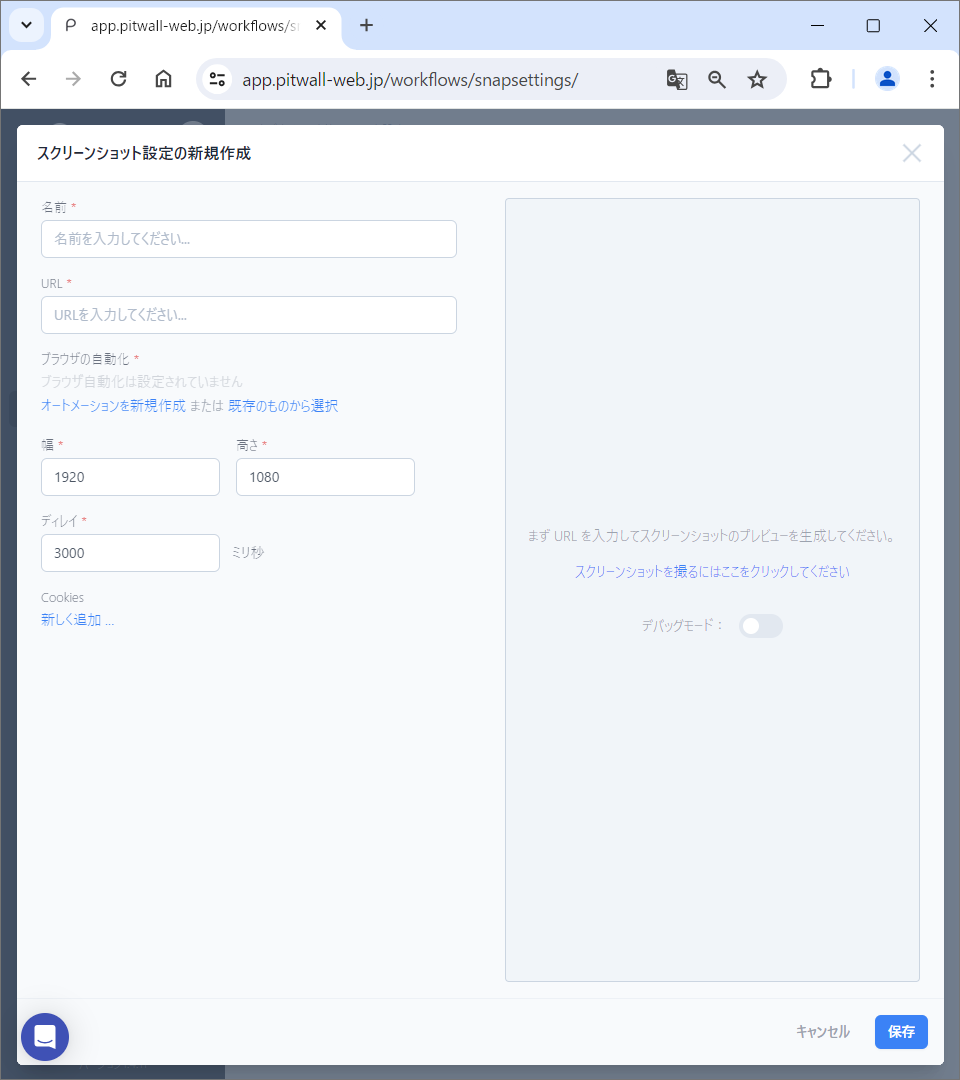 app.pitwall-web.jp/workflows/s
app.pitwall-web.jp/workflows/snapsettings/
スクリーンショット設定の新規作成
名前 *
名前を入力してください...
URL *
URLを入力してください...
ブラウザの自動化 *
ブラウザ自動化は設定されていません
オートメーションを新規作成 または 既存のものから選択
幅 * 高さ *
1920 1080
ディレイ *
3000 ミリ秒
Cookies
新しく追加 ...
まず URL を入力してスクリーンショットのプレビューを生成してください。
スクリーンショットを撮るにはここをクリックしてください
デバッグモード：
キャンセル 保存